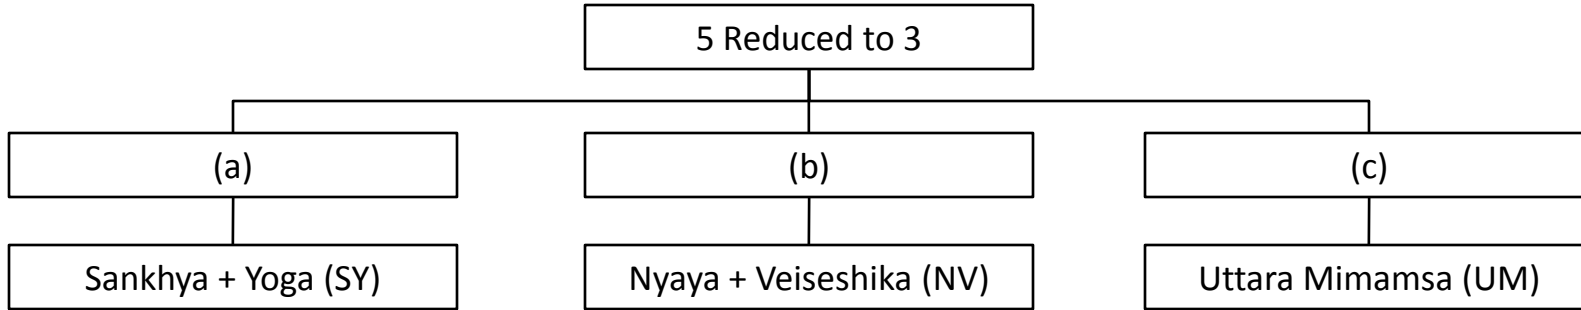 5 Reduced to 3
(a)
(b)
(c)
Sankhya + Yoga (SY)
Nyaya + Veiseshika (NV)
Uttara Mimamsa (UM)